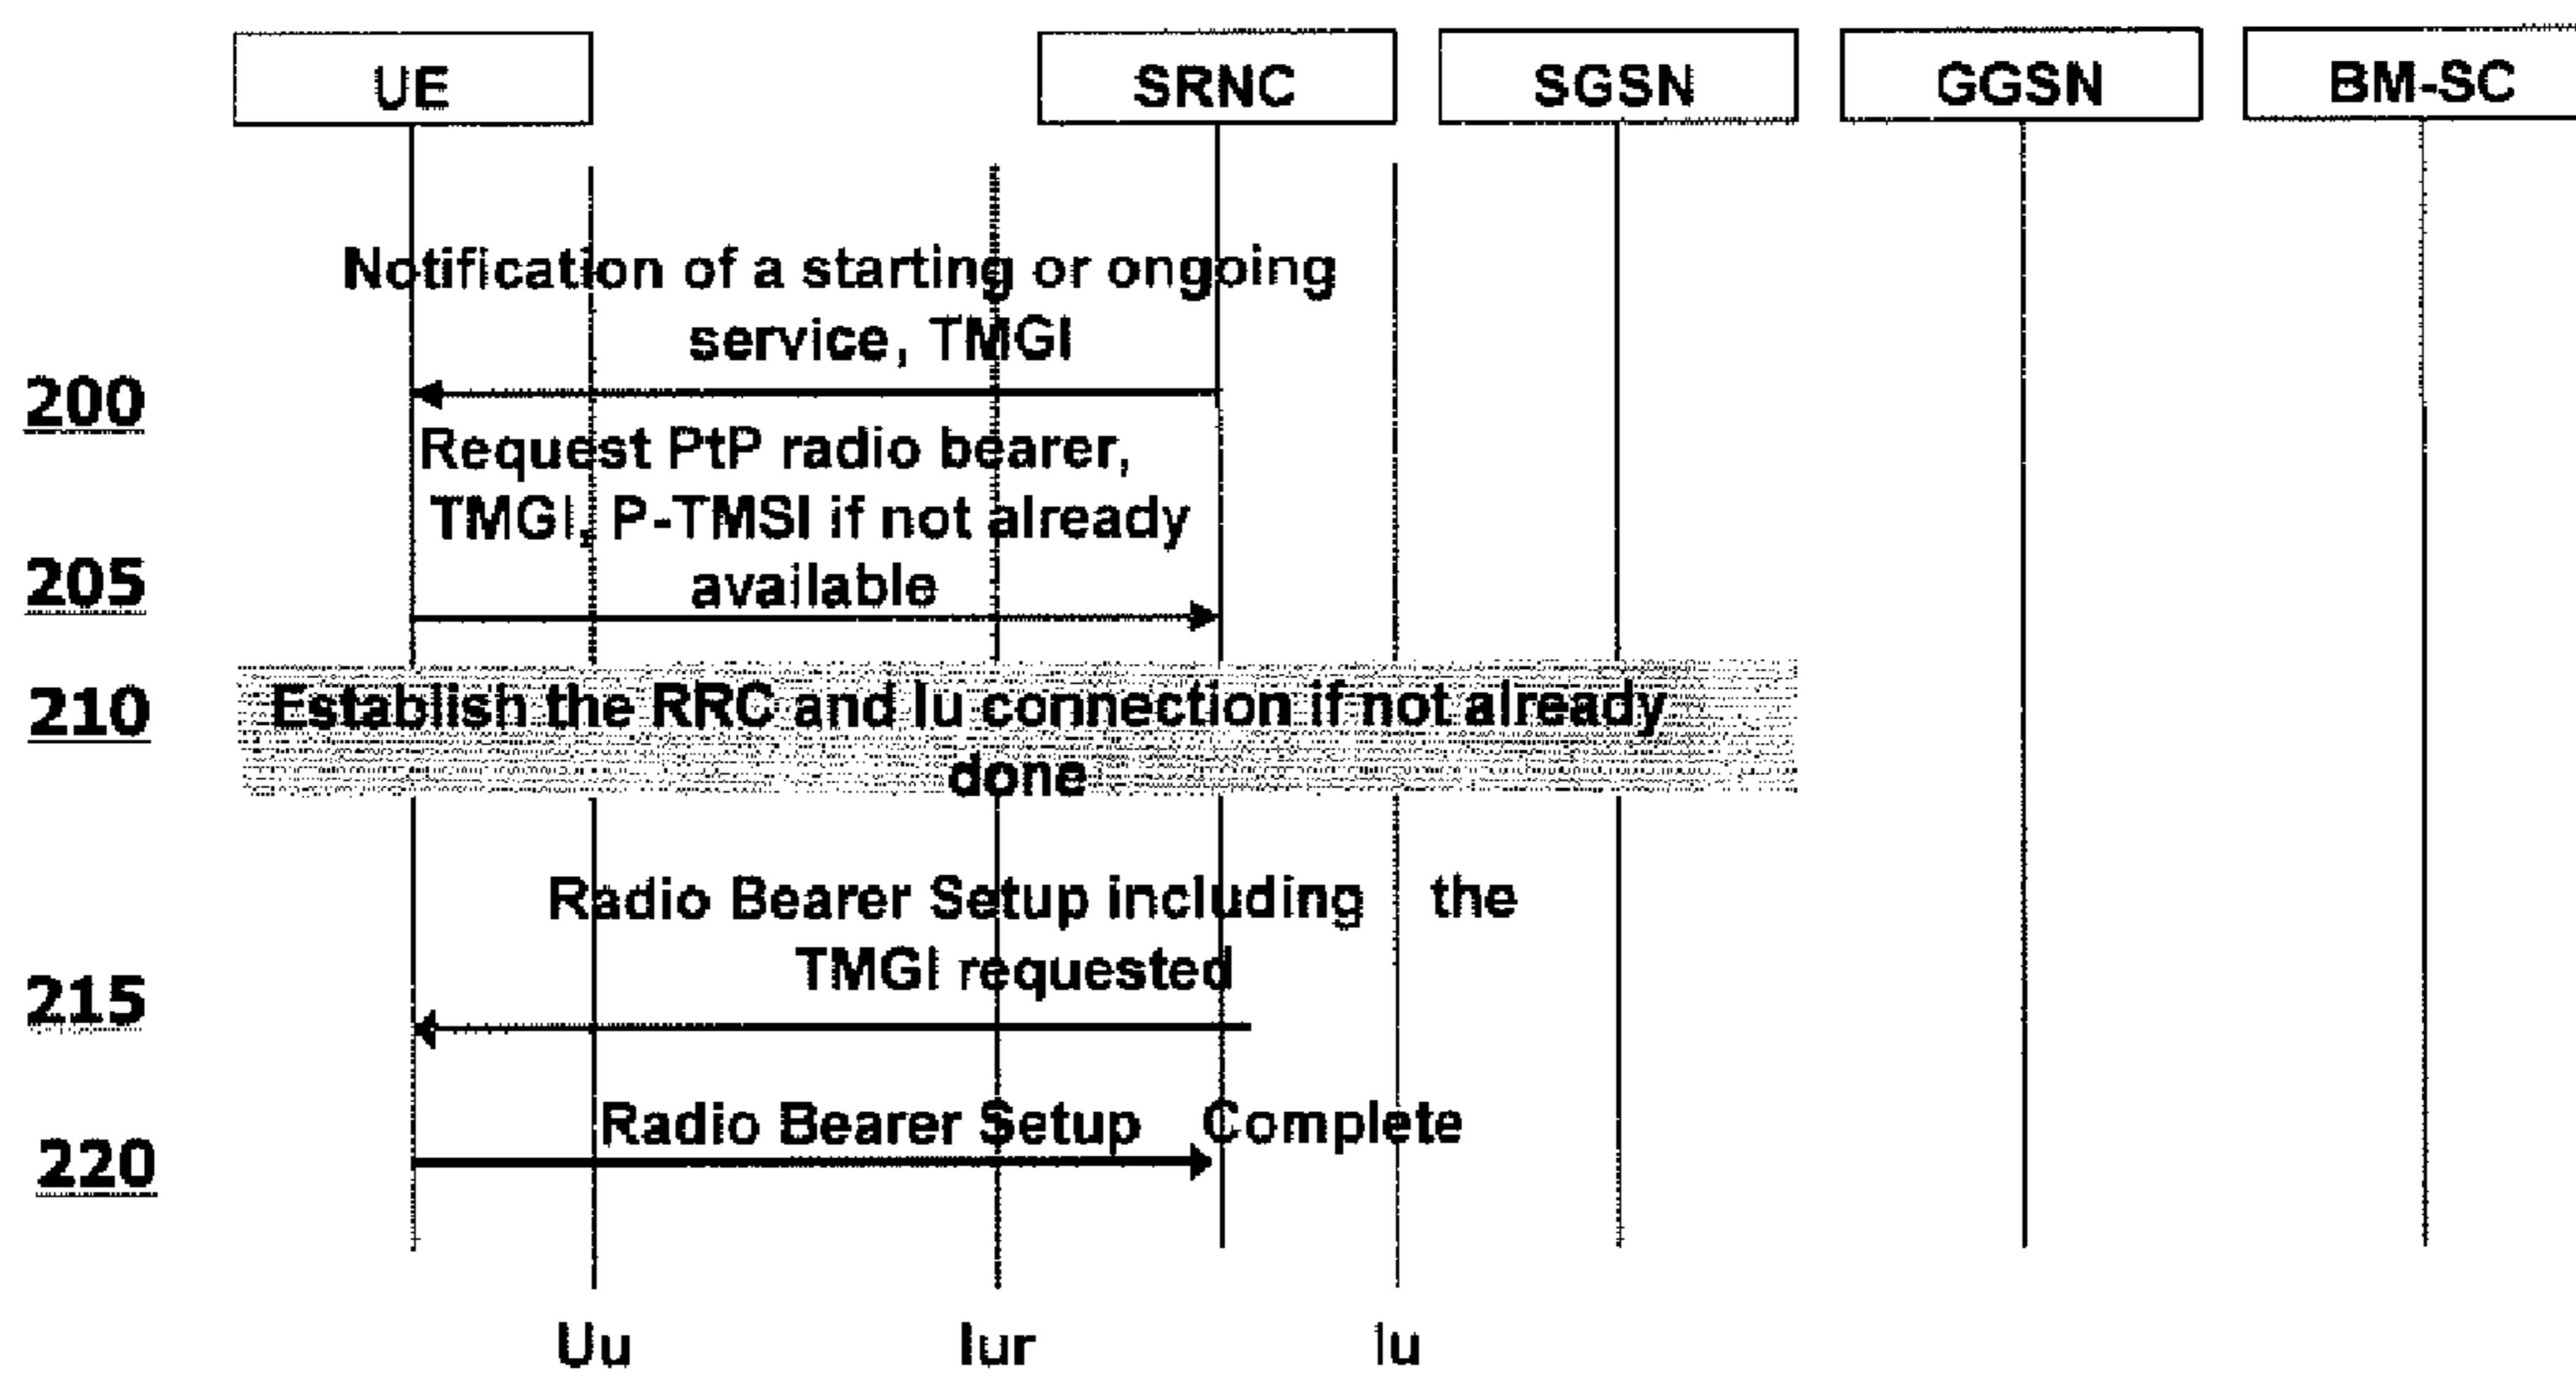 UE
SRNC
SGSN
GGSN
BM-SC
Notification of a starting or ongoing
service, TMGI
200
Request PtP radio bearer,
TMGI, P-TMSI if not already
available
205
210
Establish the RRC and Iu connection if not already
done
Radio Bearer Setup including the
TMGI requested
215
Radio Bearer Setup Complete
220
Uu
Iur
Iu